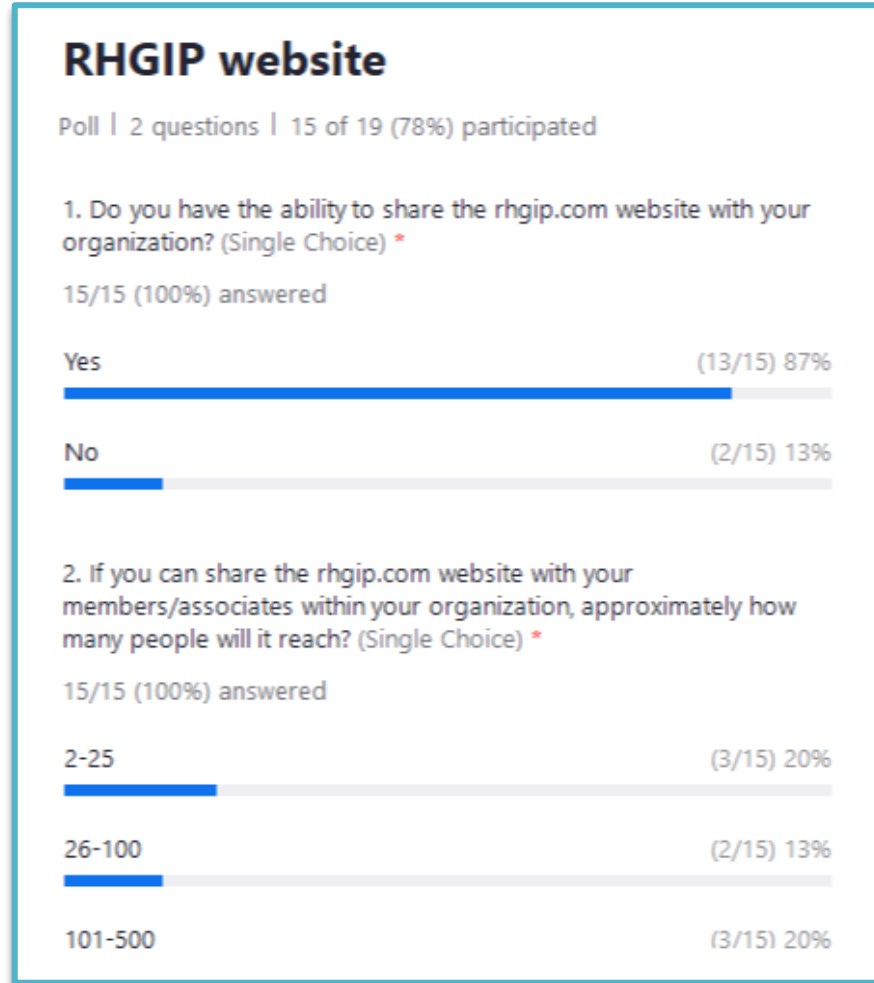 RHGIP website
Poll | 2 questions | 15 of 19 (78%) participated
1. Do you have the ability to share the rhgip.com website with your
organization? (Single Choice) *
15/15 (100%) answered
Yes (13/15) 87%
No (2/15) 13%
2. If you can share the rhgip.com website with your
members/associates within your organization, approximately how
many people will it reach? (Single Choice) *
15/15 (100%) answered
2-25 (3/15) 20%
26-100 (2/15) 13%
101-500 (3/15) 20%